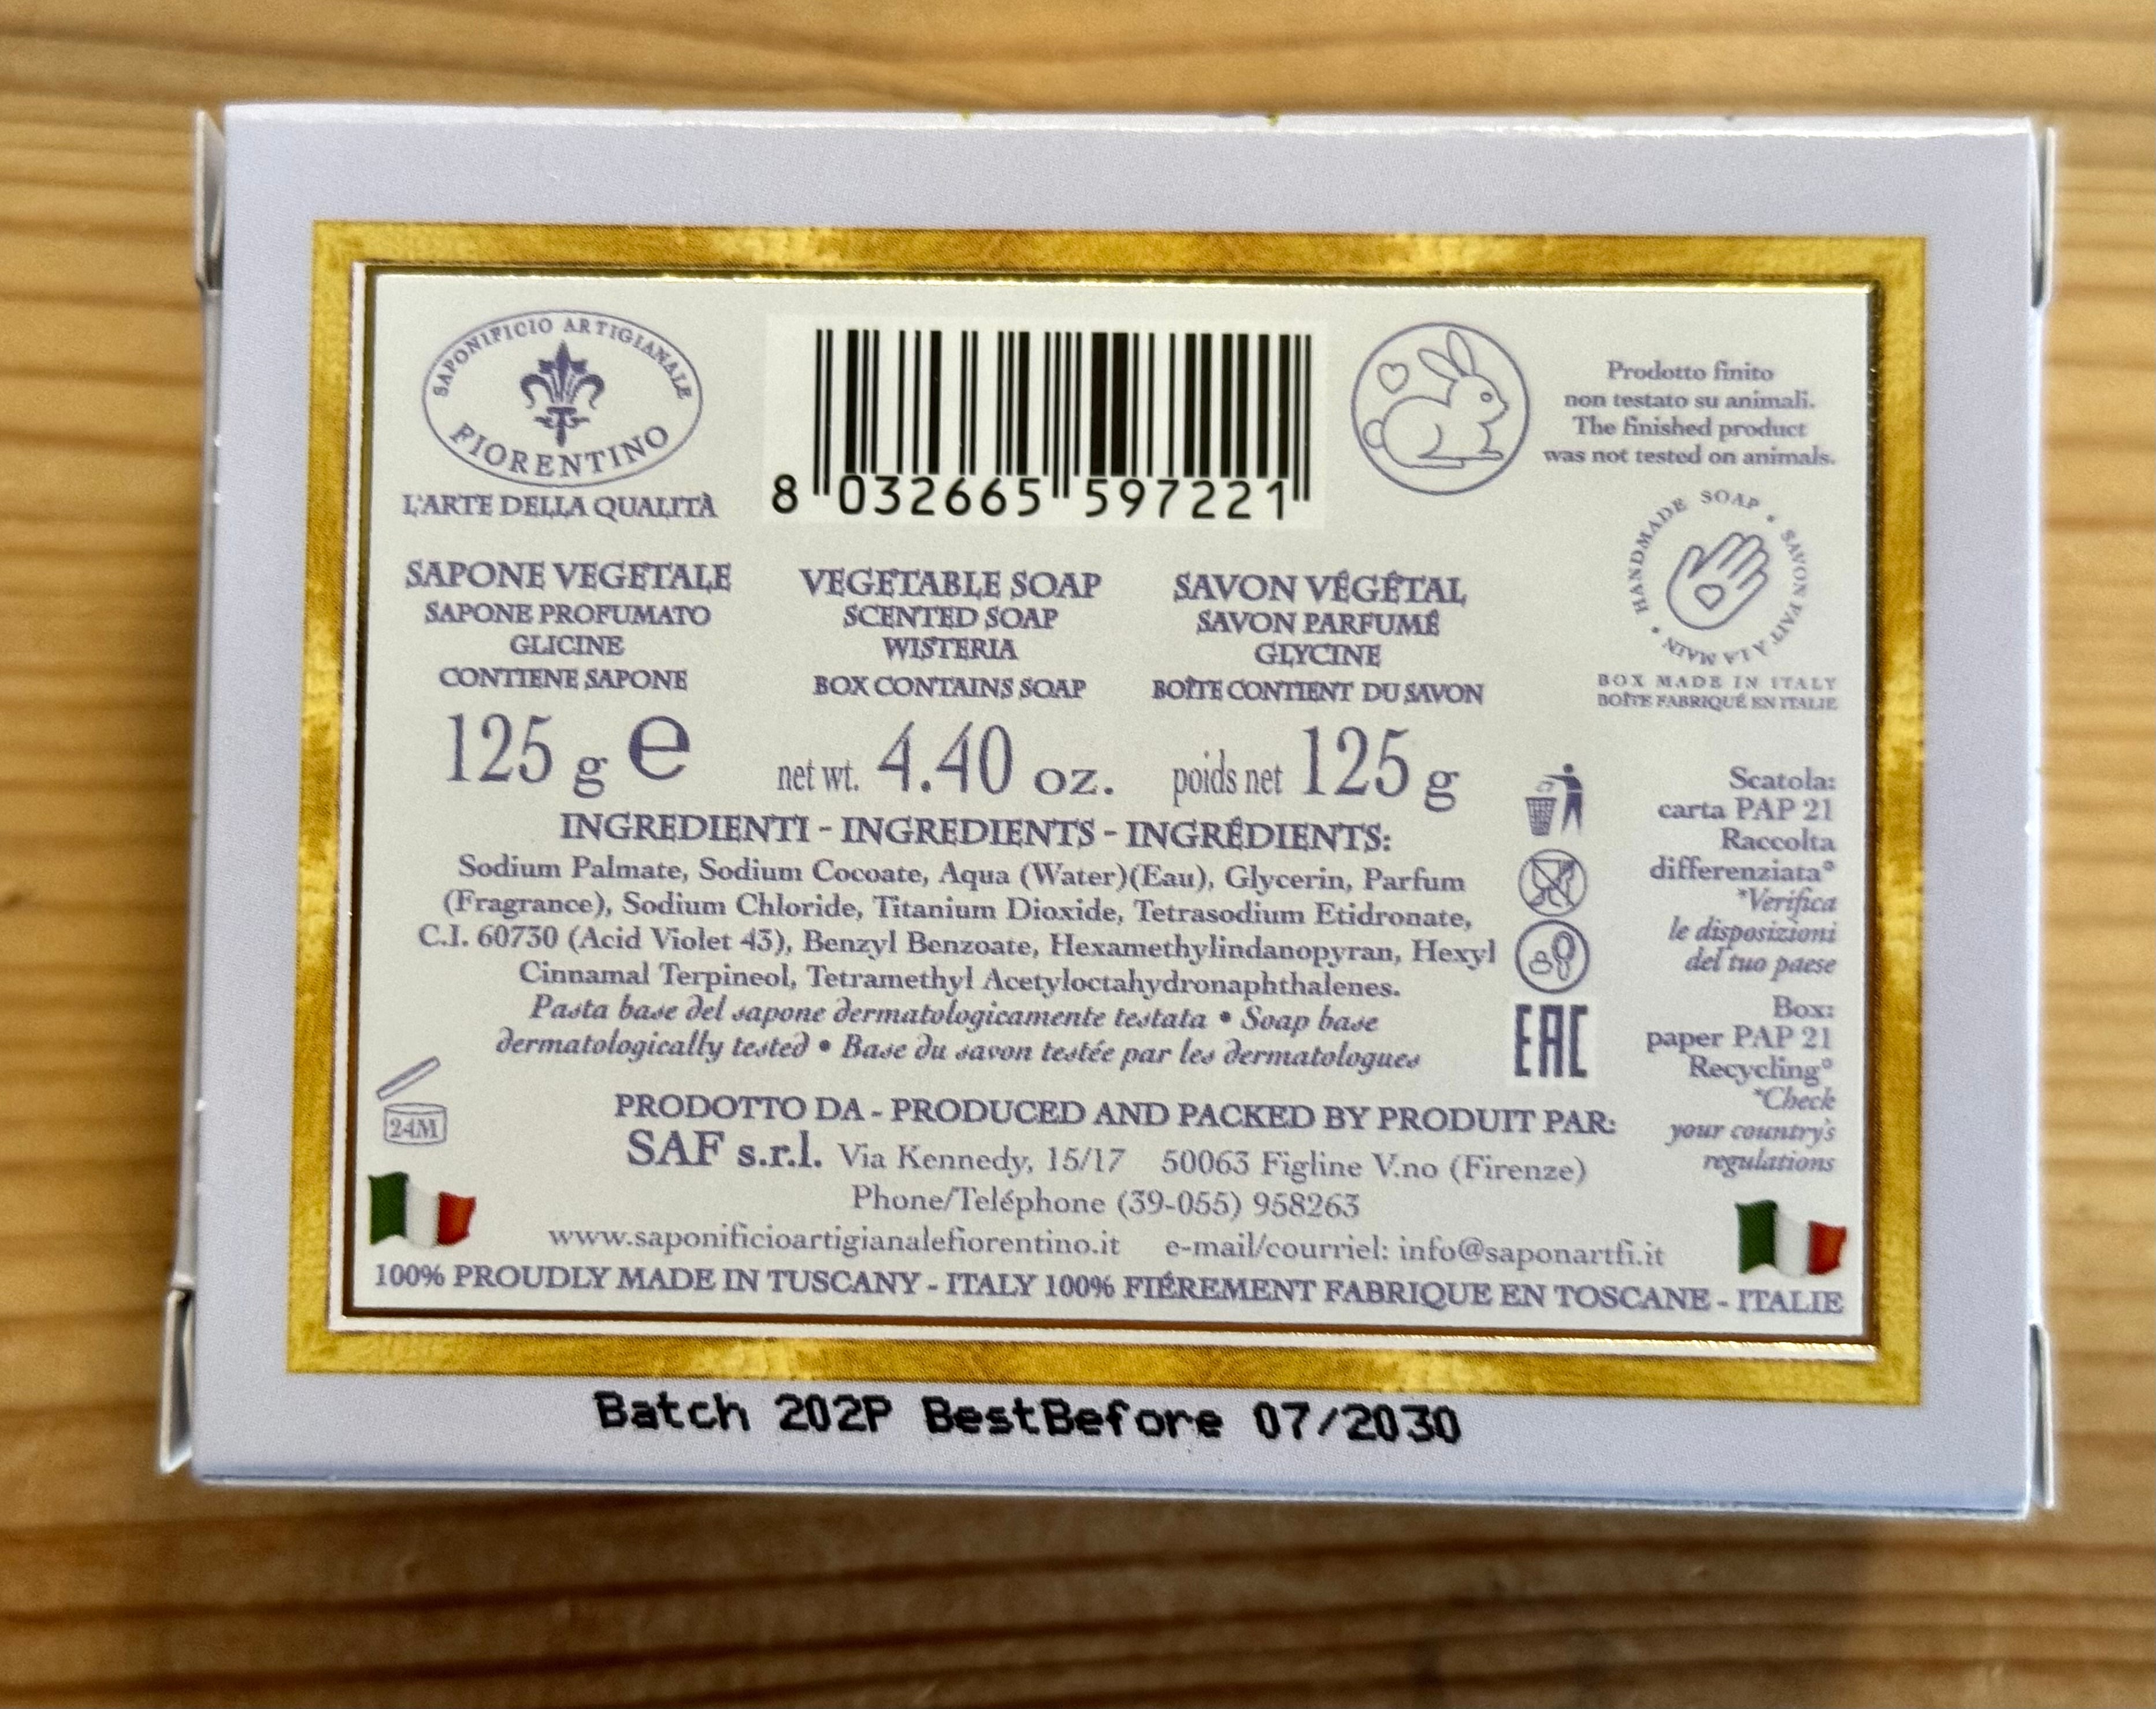 SAPONIFICIO ARTIGIANALE
FIORENTINO
L'ARTE DELLA QUALITÀ
8 032665 597221
Prodotto finito
non testato su animali.
The finished product
was not tested on animals.
HANDMADE SOAP • SAVON FAIT À LA MAIN •
BOX MADE IN ITALY
BOÎTE FABRIQUÉ EN ITALIE
SAPONE VEGETALE
SAPONE PROFUMATO
GLICINE
CONTIENE SAPONE
125 g e
VEGETABLE SOAP
SCENTED SOAP
WISTERIA
BOX CONTAINS SOAP
net wt. 4.40 oz.
SAVON VÉGÉTAL
SAVON PARFUMÉ
GLYCINE
BOÎTE CONTIENT DU SAVON
poids net 125 g
INGREDIENTI - INGREDIENTS - INGRÉDIENTS:
Sodium Palmate, Sodium Cocoate, Aqua (Water)(Eau), Glycerin, Parfum
(Fragrance), Sodium Chloride, Titanium Dioxide, Tetrasodium Etidronate,
C.I. 60730 (Acid Violet 43), Benzyl Benzoate, Hexamethylindanopyran, Hexyl
Cinnamal Terpineol, Tetramethyl Acetyloctahydronaphthalenes.
Pasta base del sapone dermatologicamente testata • Soap base
dermatologically tested • Base du savon testée par les dermatologues
EAC
Scatola:
carta PAP 21
Raccolta
differenziata*
*Verifica
le disposizioni
del tuo paese
Box:
paper PAP 21
Recycling*
*Check
your country's
regulations
24M
PRODOTTO DA - PRODUCED AND PACKED BY PRODUIT PAR:
SAF s.r.l. Via Kennedy, 15/17 50063 Figline V.no (Firenze)
Phone/Teléphone (39-055) 958263
www.saponificioartigianalefiorentino.it e-mail/courriel: info@saponartfi.it
100% PROUDLY MADE IN TUSCANY - ITALY 100% FIÉREMENT FABRIQUE EN TOSCANE - ITALIE
Batch 202P BestBefore 07/2030